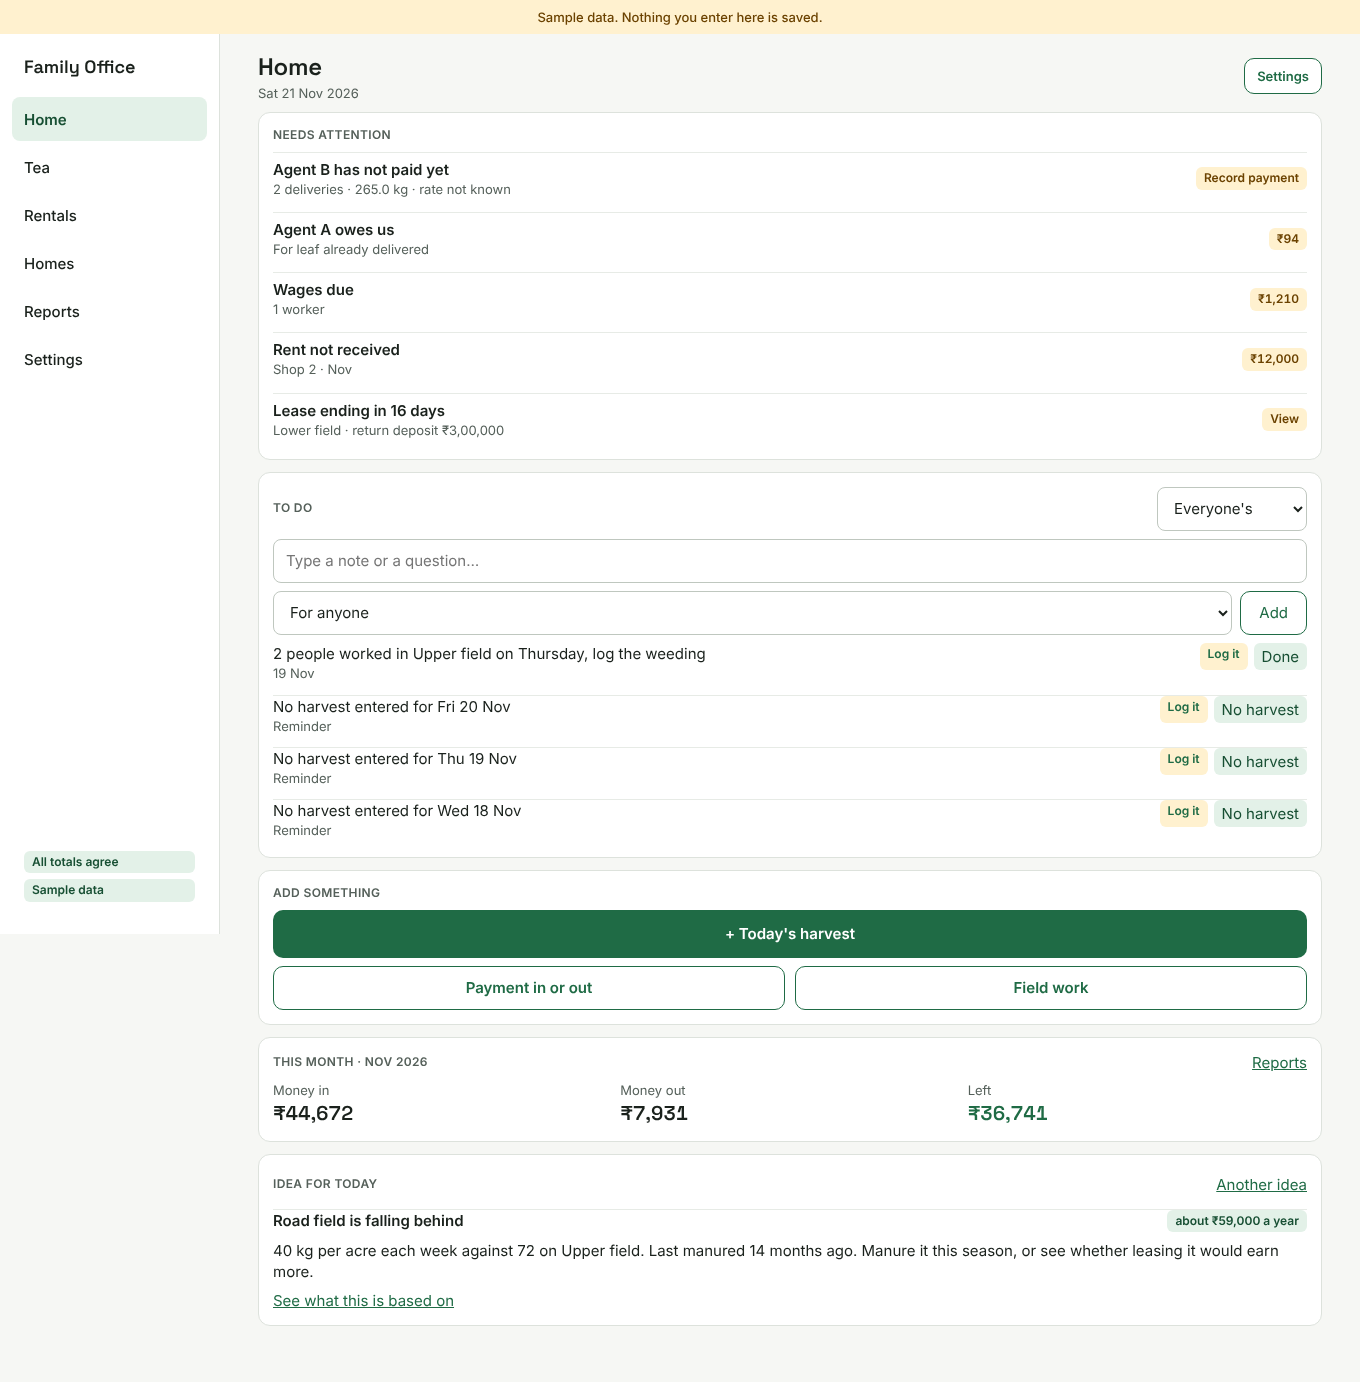 Sample data. Nothing you enter here is saved.
Family Office
Home
Tea
Rentals
Homes
Reports
Settings
All totals agree
Sample data
Home
Sat 21 Nov 2026
Settings
NEEDS ATTENTION
Agent B has not paid yet
2 deliveries · 265.0 kg · rate not known
Record payment
Agent A owes us
For leaf already delivered
₹94
Wages due
1 worker
₹1,210
Rent not received
Shop 2 · Nov
₹12,000
Lease ending in 16 days
Lower field · return deposit ₹3,00,000
View
TO DO
Everyone's
Type a note or a question...
For anyone
Add
2 people worked in Upper field on Thursday, log the weeding
19 Nov
Log it
Done
No harvest entered for Fri 20 Nov
Reminder
Log it
No harvest
No harvest entered for Thu 19 Nov
Reminder
Log it
No harvest
No harvest entered for Wed 18 Nov
Reminder
Log it
No harvest
ADD SOMETHING
+ Today's harvest
Payment in or out
Field work
THIS MONTH · NOV 2026
Reports
Money in
₹44,672
Money out
₹7,931
Left
₹36,741
IDEA FOR TODAY
Another idea
Road field is falling behind
about ₹59,000 a year
40 kg per acre each week against 72 on Upper field. Last manured 14 months ago. Manure it this season, or see whether leasing it would earn
more.
See what this is based on